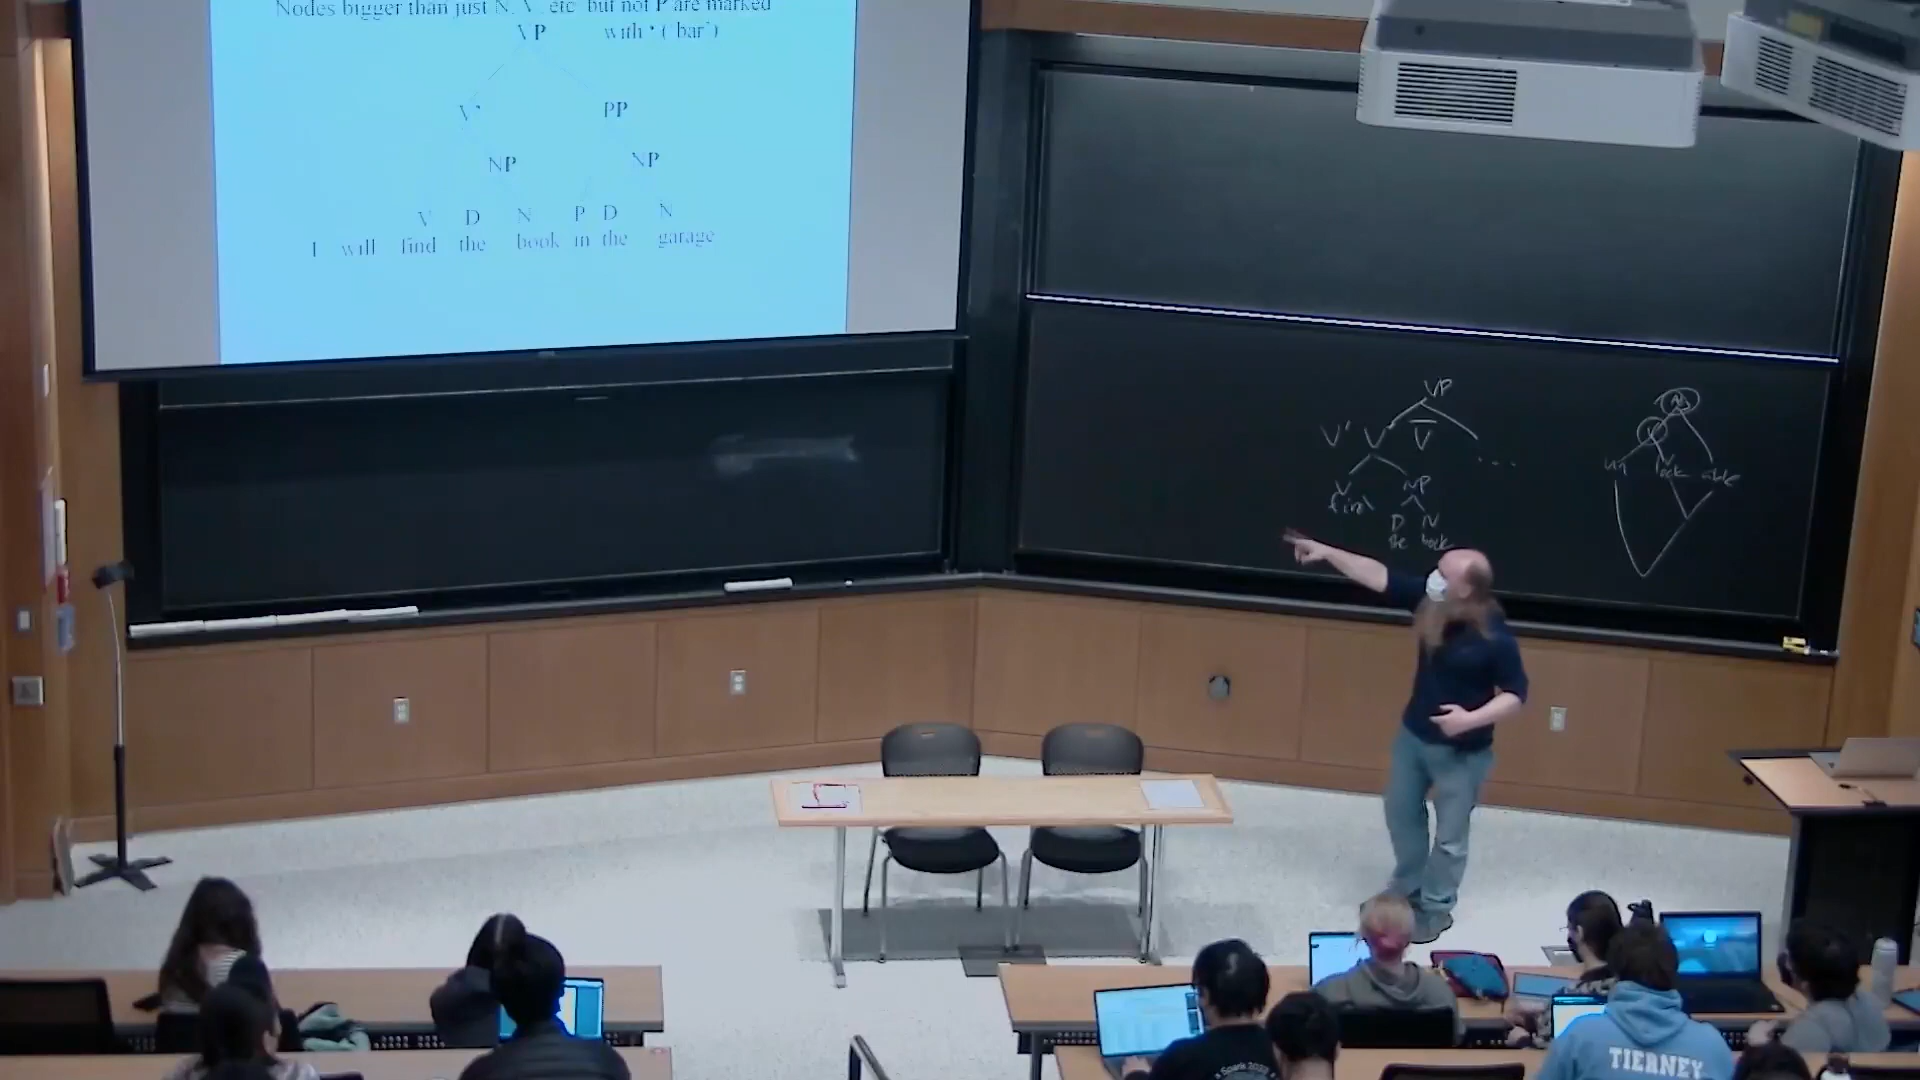 Nodes bigger than just N, V, etc but not P are marked
VP with ' ('bar')
V' PP
NP NP
V D N P D N
I will find the book in the garage
VP
V' V V
V NP
find
D N
the book
...
un lock able
TIERNEY